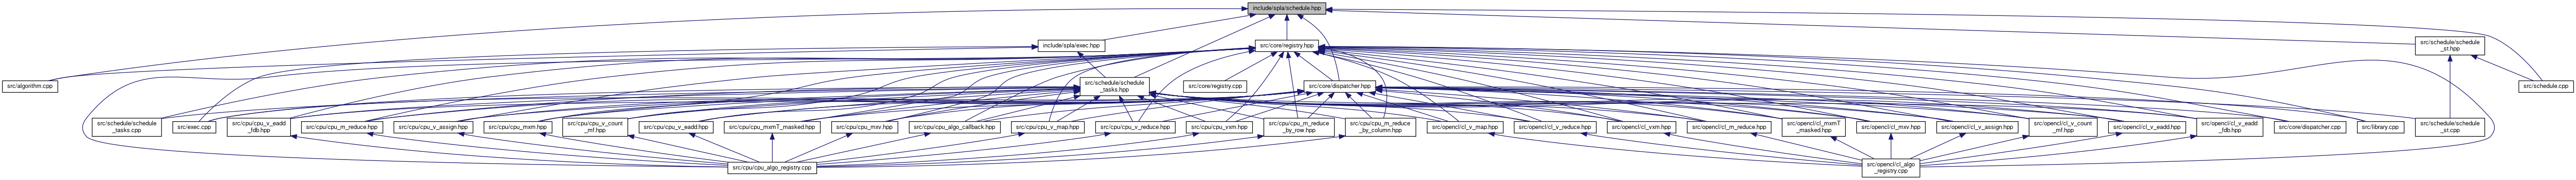 include/spla/schedule.hpp
include/spla/exec.hpp
src/core/registry.hpp
src/schedule/schedule
_st.hpp
src/algorithm.cpp
src/schedule/schedule
_tasks.hpp
src/core/registry.cpp
src/core/dispatcher.hpp
src/schedule.cpp
src/schedule/schedule
_tasks.cpp
src/exec.cpp
src/cpu/cpu_v_eadd
_fdb.hpp
src/cpu/cpu_m_reduce.hpp
src/cpu/cpu_v_assign.hpp
src/cpu/cpu_mxm.hpp
src/cpu/cpu_v_count
_mf.hpp
src/cpu/cpu_v_eadd.hpp
src/cpu/cpu_mxmT_masked.hpp
src/cpu/cpu_mxv.hpp
src/cpu/cpu_algo_callback.hpp
src/cpu/cpu_v_map.hpp
src/cpu/cpu_v_reduce.hpp
src/cpu/cpu_vxm.hpp
src/cpu/cpu_m_reduce
_by_row.hpp
src/cpu/cpu_m_reduce
_by_column.hpp
src/opencl/cl_v_map.hpp
src/opencl/cl_v_reduce.hpp
src/opencl/cl_vxm.hpp
src/opencl/cl_m_reduce.hpp
src/opencl/cl_mxmT
_masked.hpp
src/opencl/cl_mxv.hpp
src/opencl/cl_v_assign.hpp
src/opencl/cl_v_count
_mf.hpp
src/opencl/cl_v_eadd.hpp
src/opencl/cl_v_eadd
_fdb.hpp
src/core/dispatcher.cpp
src/library.cpp
src/schedule/schedule
_st.cpp
src/cpu/cpu_algo_registry.cpp
src/opencl/cl_algo
_registry.cpp